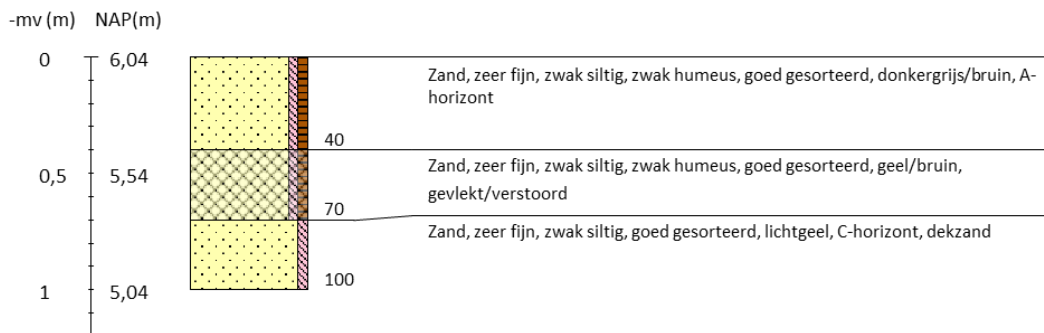 -mv (m) NAP(m)
0 6,04
Zand, zeer fijn, zwak siltig, zwak humeus, goed gesorteerd, donkergrijs/bruin, A-
horizont
40
0,5 5,54
Zand, zeer fijn, zwak siltig, zwak humeus, goed gesorteerd, geel/bruin,
gevlekt/verstoord
70
Zand, zeer fijn, zwak siltig, goed gesorteerd, lichtgeel, C-horizont, dekzand
100
1 5,04